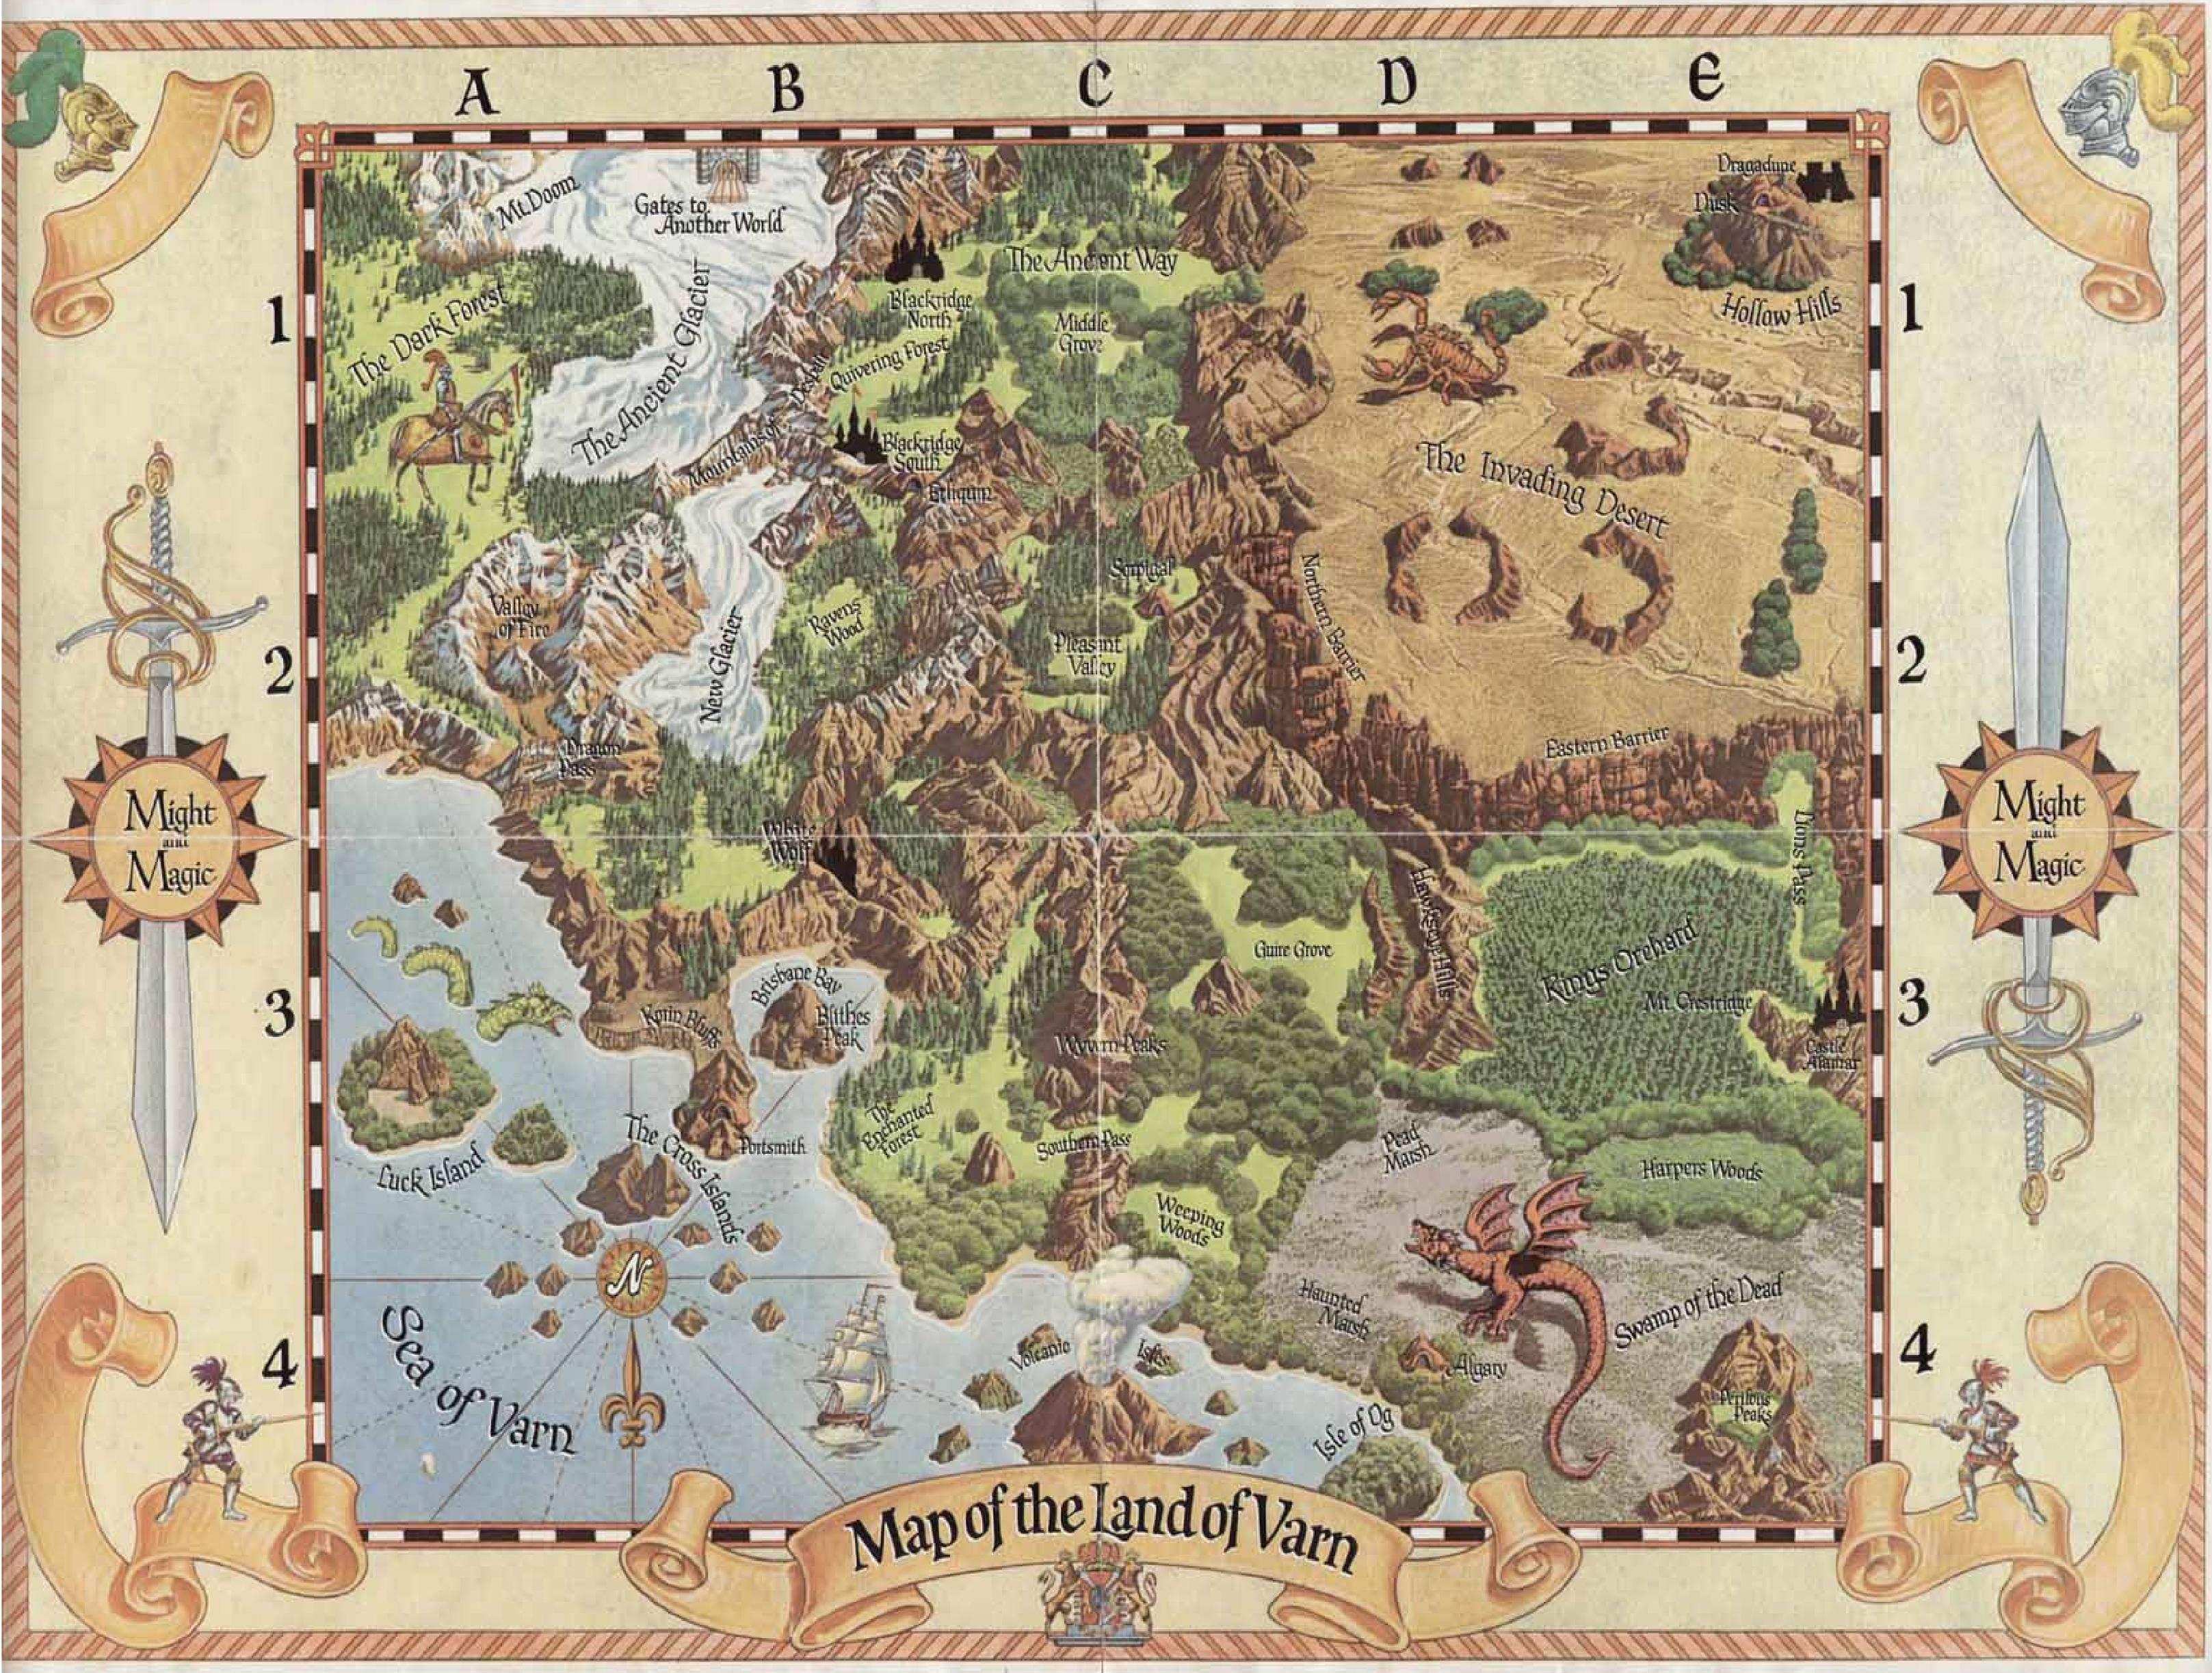 A B C D E
Dragadune
Mt. Doom
Dusk
Gates to
Another World
The Ancient Way
1
1
Hollow Hills
The Dark Forest
Blackridge
North
Middle
Grove
The Ancient Glacier
Quivering Forest
Mountains of Despair
Blackridge
South
The Invading Desert
Erliquin
Sorpigal
Northern Barrier
Valley
of Fire
Ravens
Wood
Pleasant
Valley
New Glacier
2
2
Dragon
Pass
Eastern Barrier
Might
and
Magic
Might
and
Magic
White
Wolf
Lions Pass
Hawkseye Hills
Guire Grove
Kings Orchard
Brisbane Bay
Mt. Crestridge
3
3
Korin Bluffs
Blithes
Peak
Wyvern Peaks
Castle
Alamar
The
Enchanted
Forest
The Cross Islands
Portsmith
Southern Pass
Pead
Marsh
Luck Island
Harpers Woods
Weeping
Woods
N
Haunted
Marsh
Swamp of the Dead
Sea of Varn
Volcanic Isles
4
4
Algary
Perilous
Peaks
Isle of Og
Map of the Land of Varn